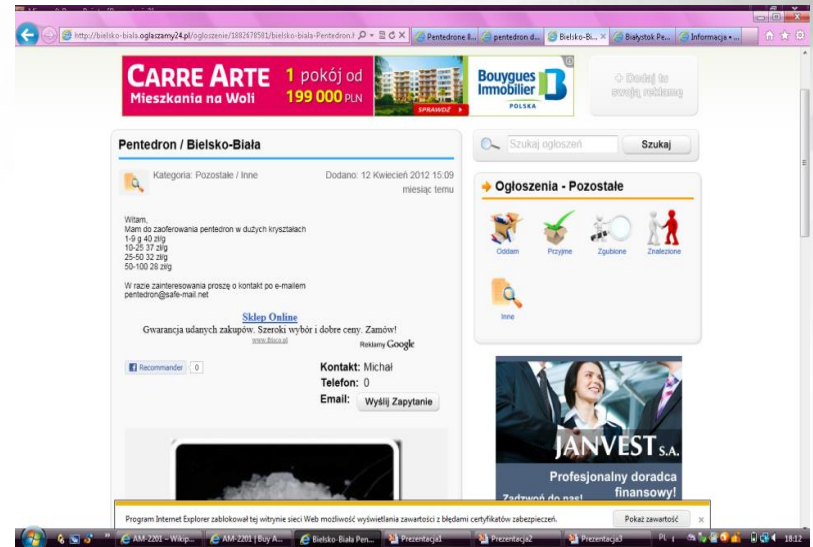 http://bielsko-biala.oglaszamy24.pl/ogloszenie/1882678581/bielsko-biala-Pentedron.h
Pentedrone ll...
pentedron d...
Bielsko-Bi...
Białystok Pe...
Informacja • ...
CARRE ARTE
Mieszkania na Woli
1 pokój od
199 000 PLN
SPRAWDŹ
Bouygues
Immobilier
POLSKA
Dodaj tu
swoją reklamę
Pentedron / Bielsko-Biała
Kategoria: Pozostałe / Inne
Dodano: 12 Kwiecień 2012 15:09
miesiąc temu
Witam,
Mam do zaoferowania pentedron w dużych kryształach
1-9 g 40 zł/g
10-25 37 zł/g
25-50 32 zł/g
50-100 28 zł/g
W razie zainteresowania proszę o kontakt po e-mailem
pentedron@safe-mail.net
Sklep Online
Gwarancja udanych zakupów. Szeroki wybór i dobre ceny. Zamów!
Reklamy Google
Recommander 0
Kontakt: Michał
Telefon: 0
Email: Wyślij Zapytanie
Szukaj ogłoszeń
Szukaj
Ogłoszenia - Pozostałe
Oddam
Przyjmę
Zgubione
Znalezione
Inne
JANVEST S.A.
Profesjonalny doradca
finansowy!
Zadzwoń do nas!
Program Internet Explorer zablokował tej witrynie sieci Web możliwość wyświetlania zawartości z błędami certyfikatów zabezpieczeń.
Pokaż zawartość
AM-2201 – Wikip...
AM-2201 | Buy A...
Bielsko-Biala Pen...
Prezentacja1
Prezentacja2
Prezentacja3
PL
18:12